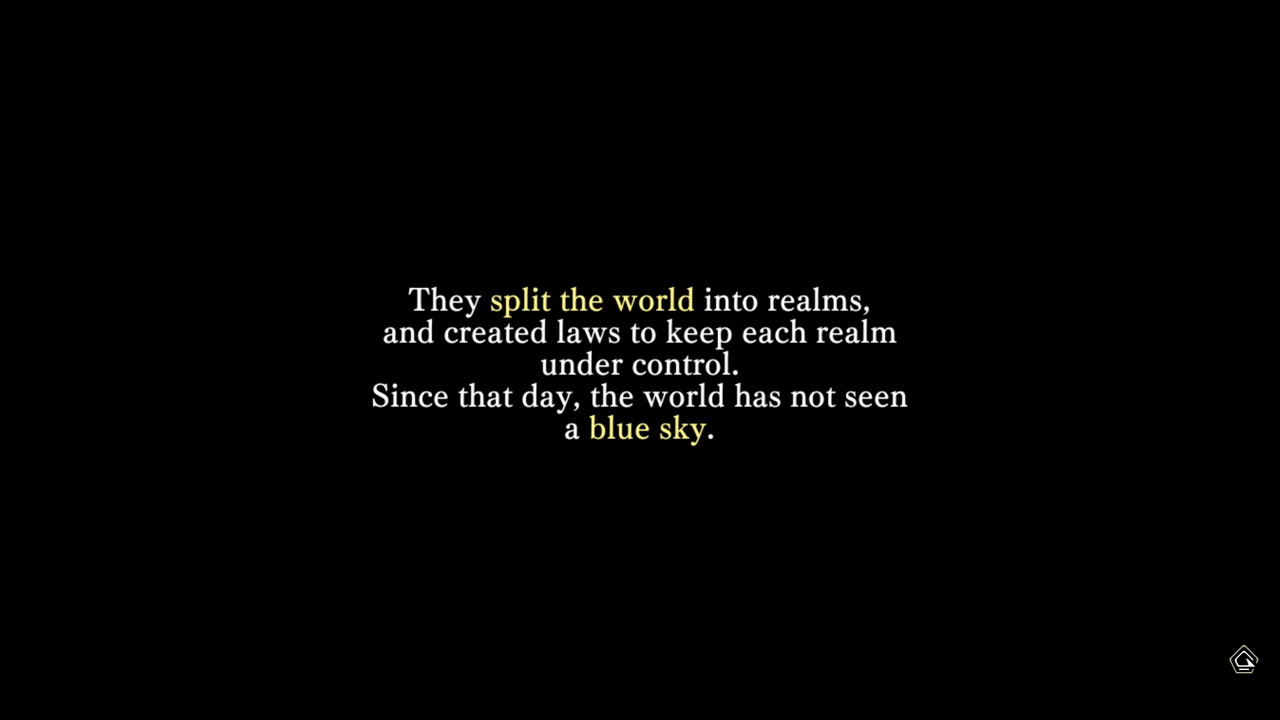 They split the world into realms,
and created laws to keep each realm
under control.
Since that day, the world has not seen
a blue sky.